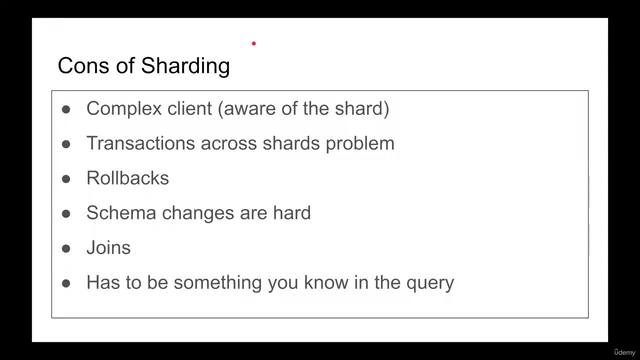 Cons of Sharding
● Complex client (aware of the shard)
● Transactions across shards problem
● Rollbacks
● Schema changes are hard
● Joins
● Has to be something you know in the query
ûdemy